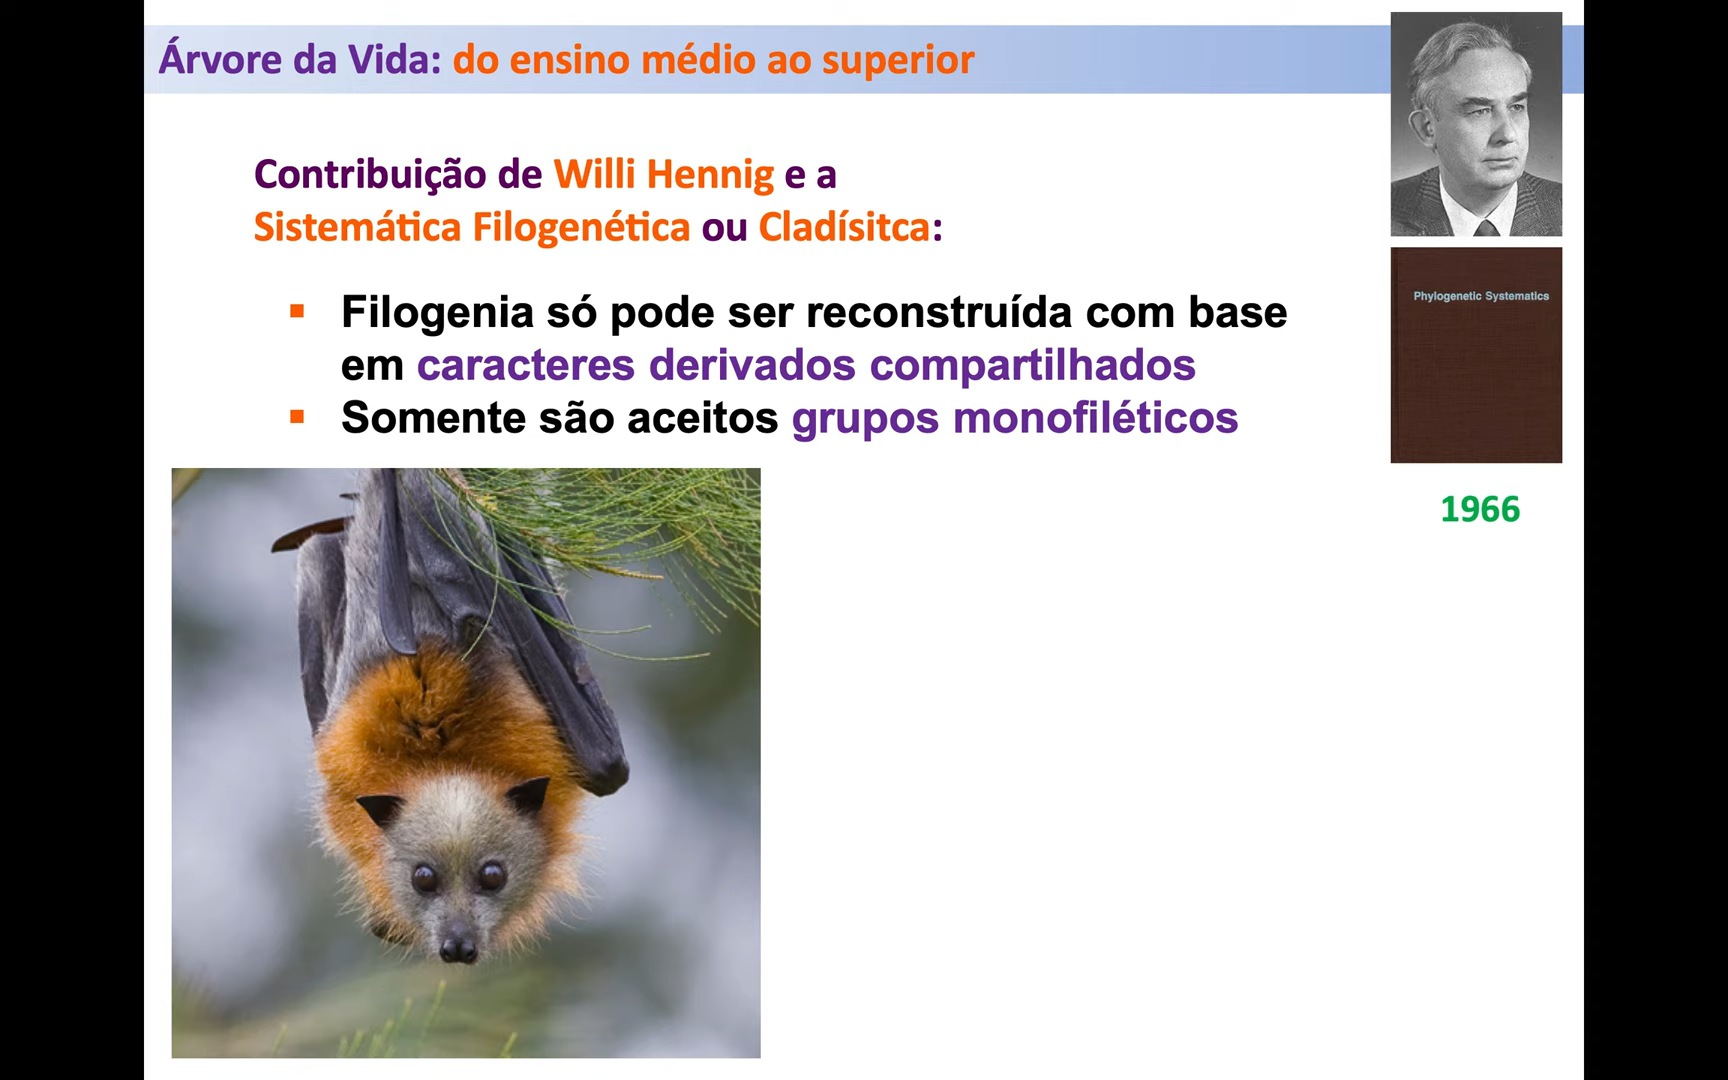 Árvore da Vida: do ensino médio ao superior
Contribuição de Willi Hennig e a
Sistemática Filogenética ou Cladísitca:
▪ Filogenia só pode ser reconstruída com base
em caracteres derivados compartilhados
▪ Somente são aceitos grupos monofiléticos
Phylogenetic Systematics
1966